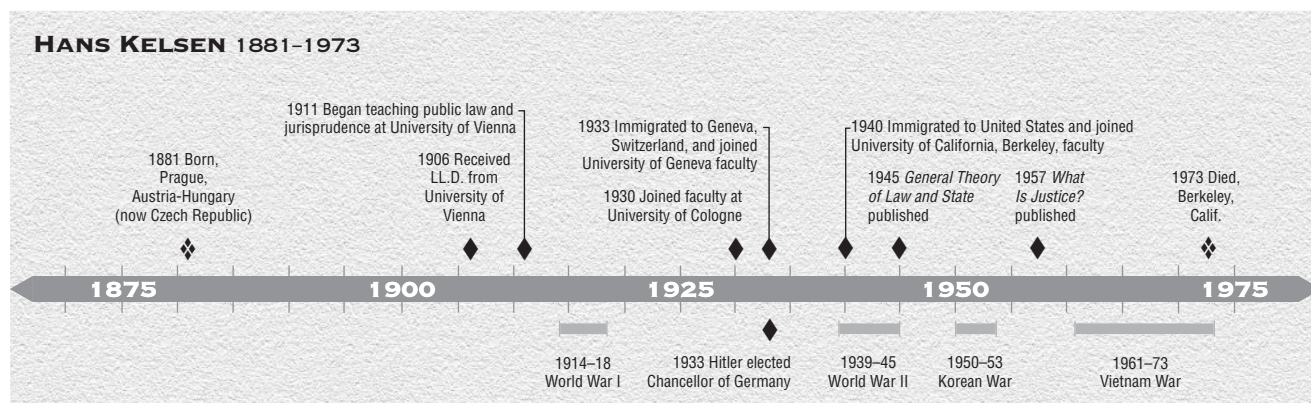 HANS KELSEN 1881–1973
1911 Began teaching public law and
jurisprudence at University of Vienna
1933 Immigrated to Geneva,
Switzerland, and joined
University of Geneva faculty
1940 Immigrated to United States and joined
University of California, Berkeley, faculty
1881 Born,
Prague,
Austria-Hungary
(now Czech Republic)
1906 Received
LL.D. from
University of
Vienna
1930 Joined faculty at
University of Cologne
1945 General Theory
of Law and State
published
1957 What
Is Justice?
published
1973 Died,
Berkeley,
Calif.
1875 1900 1925 1950 1975
1914–18
World War I
1933 Hitler elected
Chancellor of Germany
1939–45
World War II
1950–53
Korean War
1961–73
Vietnam War